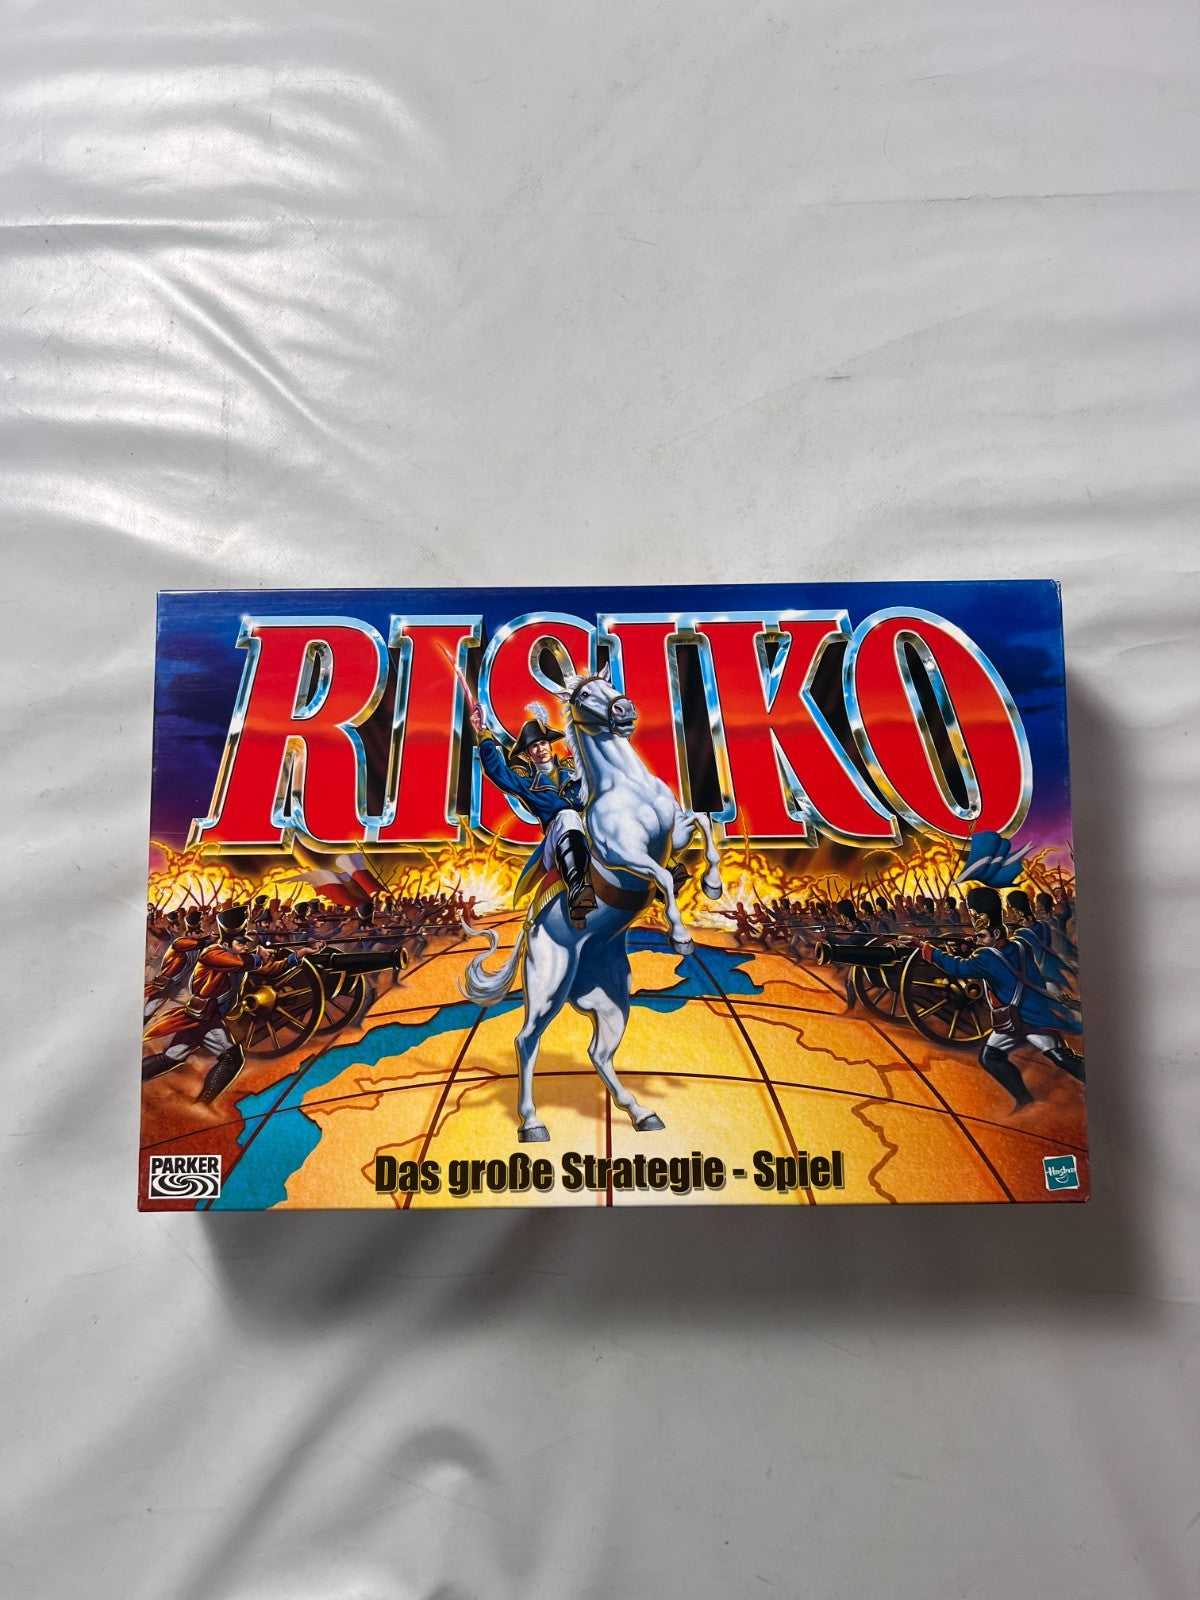 RISIKO
Das große Strategie - Spiel
PARKER
Hasbro